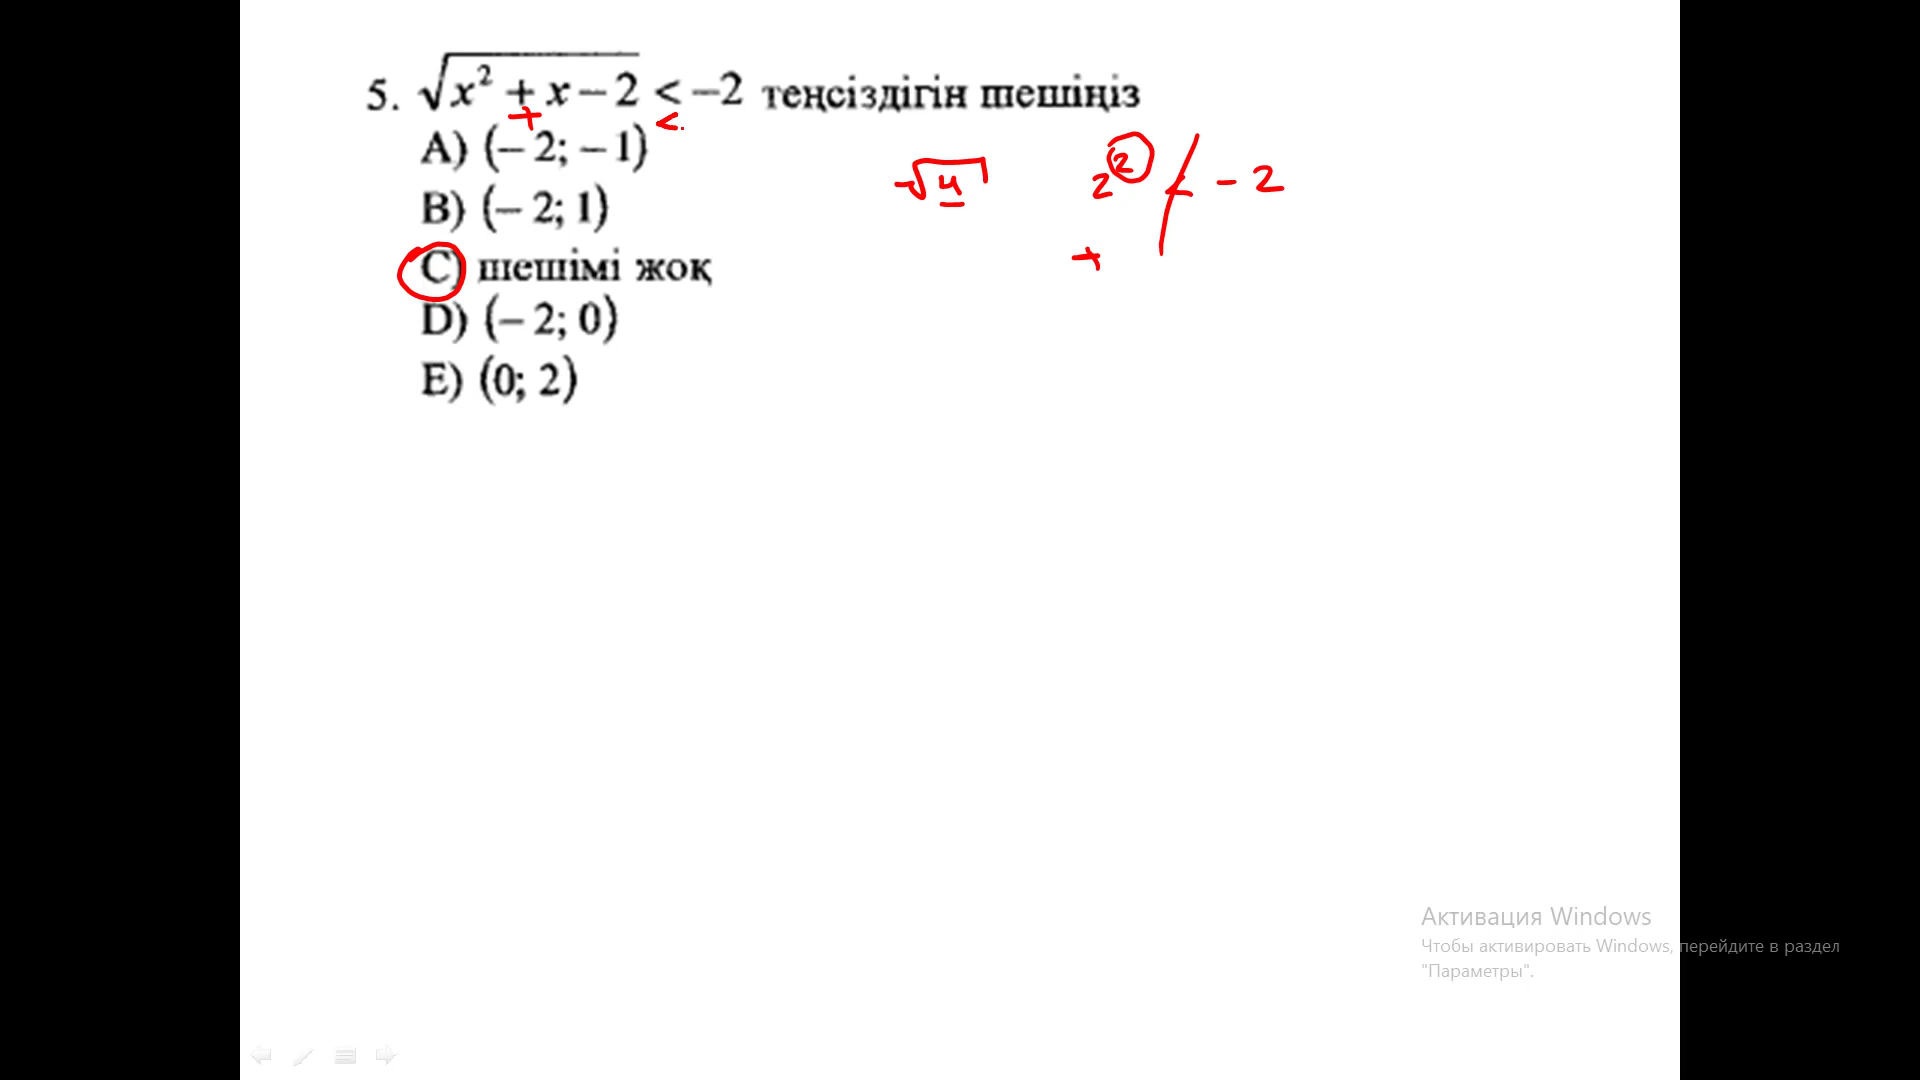 5. √x² + x − 2 < −2 теңсіздігін шешіңіз
+ <.
A) (− 2; − 1)
√4 2² < - 2
B) (− 2; 1)
+
C) шешімі жоқ
D) (− 2; 0)
E) (0; 2)
Активация Windows
Чтобы активировать Windows, перейдите в раздел
"Параметры".